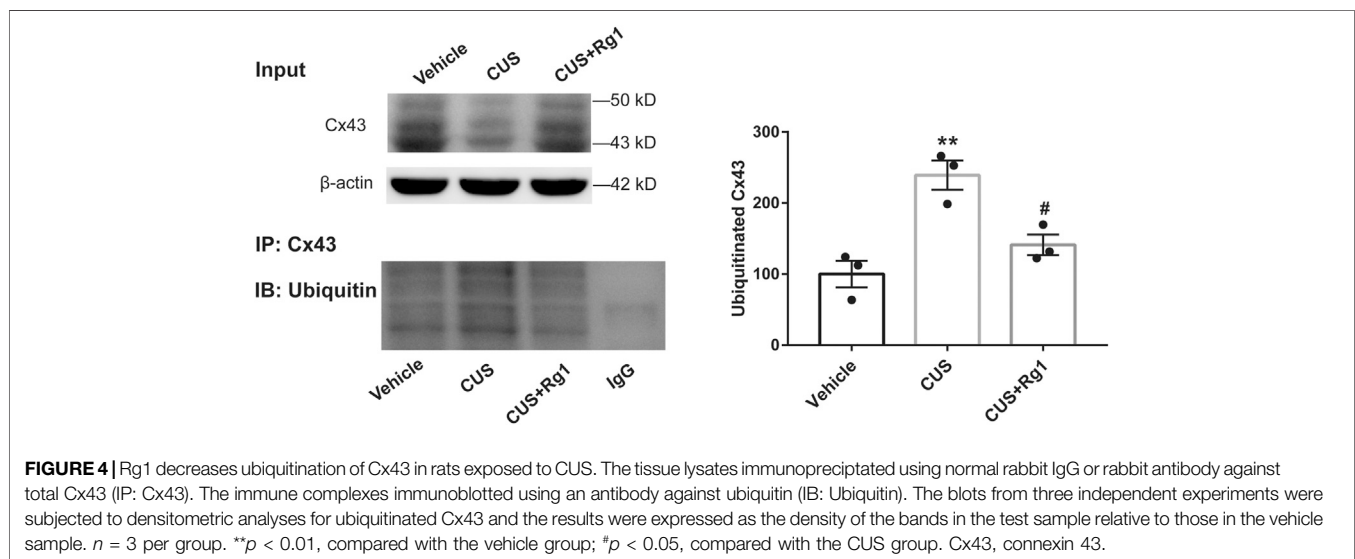 Input
Vehicle
CUS
CUS+Rg1
50 kD
Cx43
43 kD
β-actin
42 kD
IP: Cx43
IB: Ubiquitin
Vehicle
CUS
CUS+Rg1
IgG
Ubiquitinated Cx43
300
200
100
0
**
#
Vehicle
CUS
CUS+Rg1
FIGURE 4 | Rg1 decreases ubiquitination of Cx43 in rats exposed to CUS. The tissue lysates immunopreciptated using normal rabbit IgG or rabbit antibody against
total Cx43 (IP: Cx43). The immune complexes immunoblotted using an antibody against ubiquitin (IB: Ubiquitin). The blots from three independent experiments were
subjected to densitometric analyses for ubiquitinated Cx43 and the results were expressed as the density of the bands in the test sample relative to those in the vehicle
sample. n = 3 per group. **p < 0.01, compared with the vehicle group; #p < 0.05, compared with the CUS group. Cx43, connexin 43.